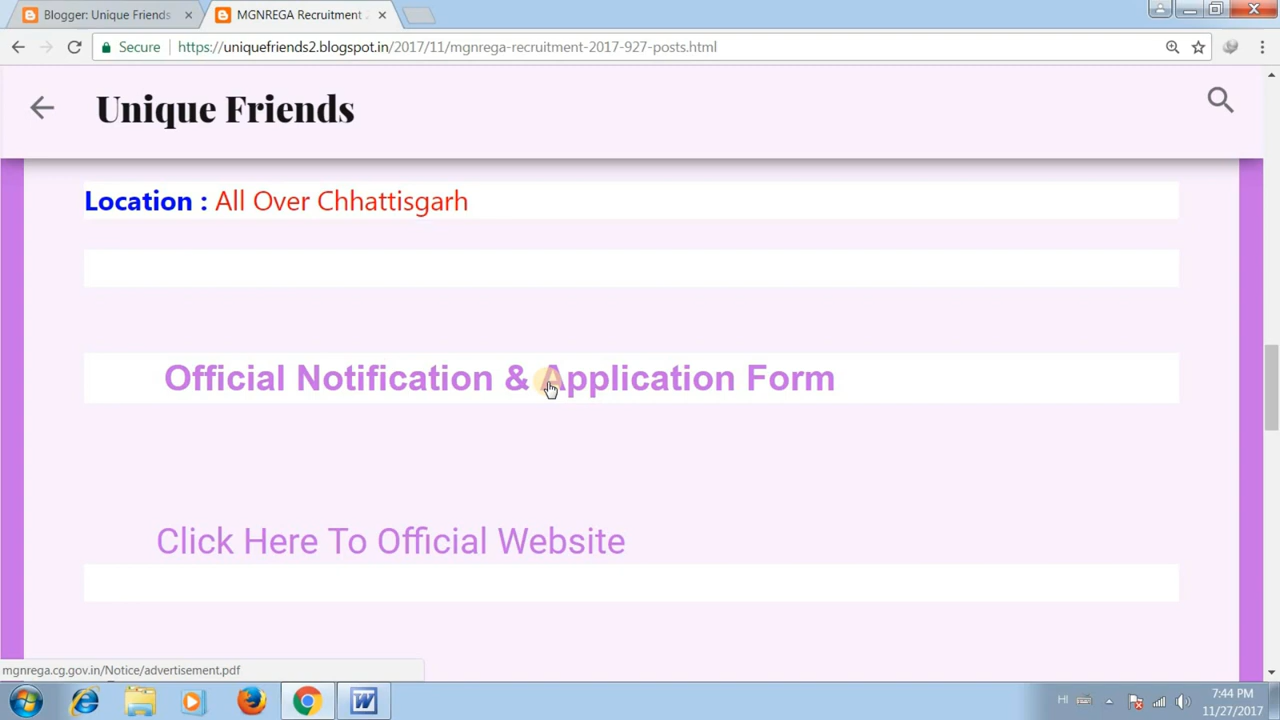 Blogger: Unique Friends
MGNREGA Recruitment
Secure
https://uniquefriends2.blogspot.in/2017/11/mgnrega-recruitment-2017-927-posts.html
Unique Friends
Location : All Over Chhattisgarh
Official Notification & Application Form
Click Here To Official Website
mgnrega.cg.gov.in/Notice/advertisement.pdf
HI
7:44 PM
11/27/2017